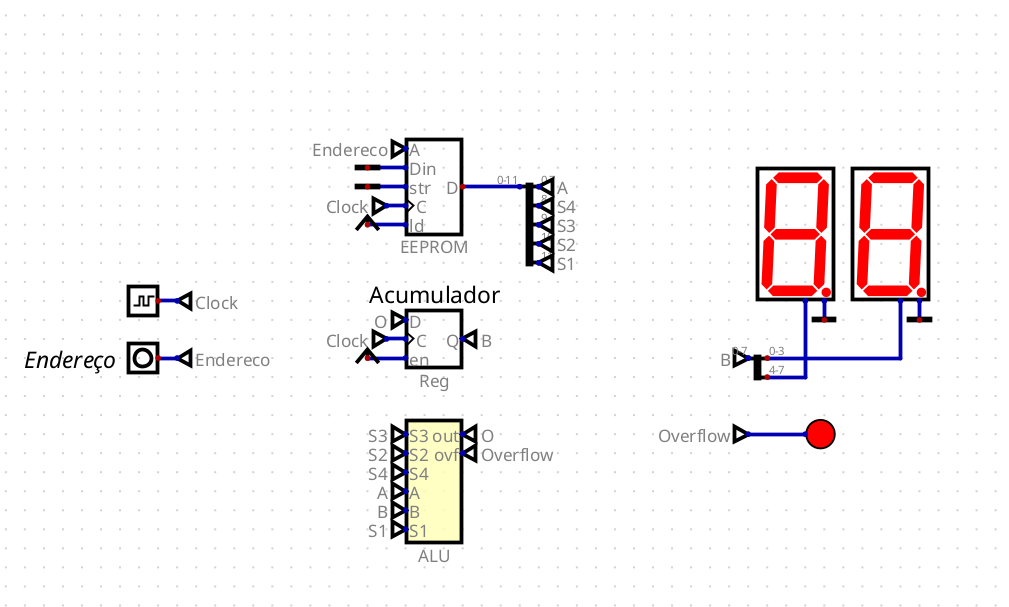 Endereco A
Din
str
Clock C
ld
D
EEPROM
0-11
A
S4
S3
S2
S1
Clock
Endereço
Endereco
Acumulador
O D
Clock C
en
Q B
Reg
S3 S3 out O
S2 S2 ovf Overflow
S4 S4
A A
B B
S1 S1
ALU
B
0-7
0-3
4-7
Overflow